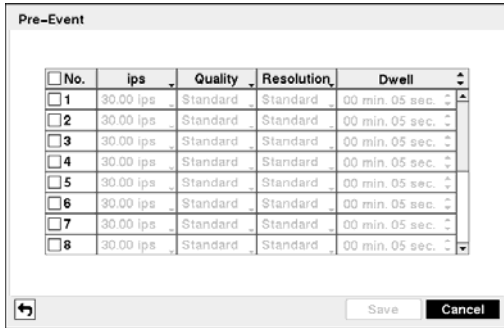 Pre-Event
No. ips Quality Resolution Dwell
1 30.00 ips Standard Standard 00 min. 05 sec.
2 30.00 ips Standard Standard 00 min. 05 sec.
3 30.00 ips Standard Standard 00 min. 05 sec.
4 30.00 ips Standard Standard 00 min. 05 sec.
5 30.00 ips Standard Standard 00 min. 05 sec.
6 30.00 ips Standard Standard 00 min. 05 sec.
7 30.00 ips Standard Standard 00 min. 05 sec.
8 30.00 ips Standard Standard 00 min. 05 sec.
Save Cancel